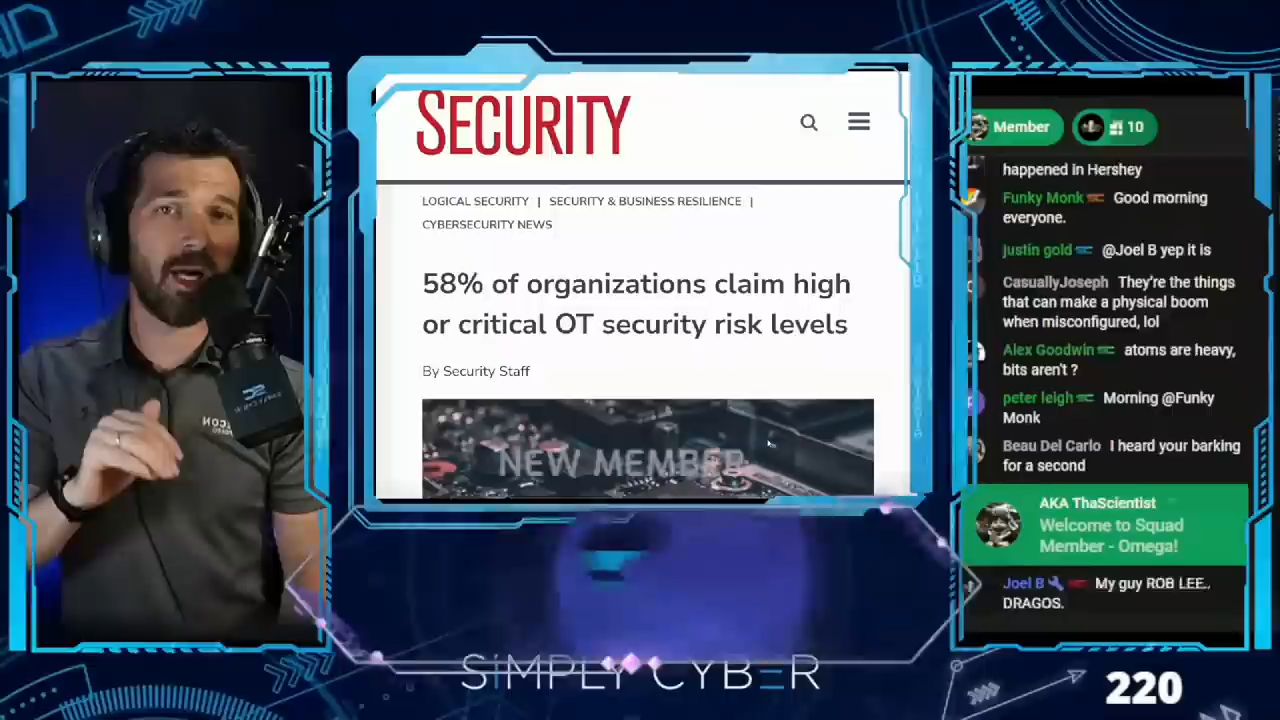 SECURITY
LOGICAL SECURITY | SECURITY & BUSINESS RESILIENCE |
CYBERSECURITY NEWS
58% of organizations claim high
or critical OT security risk levels
By Security Staff
NEW MEMBER
SIMPLY CYBER
Member
10
happened in Hershey
Funky Monk Good morning
everyone.
justin gold @Joel B yep it is
CasuallyJoseph They're the things
that can make a physical boom
when misconfigured, lol
Alex Goodwin atoms are heavy,
bits aren't ?
peter leigh Morning @Funky
Monk
Beau Del Carlo I heard your barking
for a second
AKA ThaScientist
Welcome to Squad
Member - Omega!
Joel B My guy ROB LEE..
DRAGOS.
220